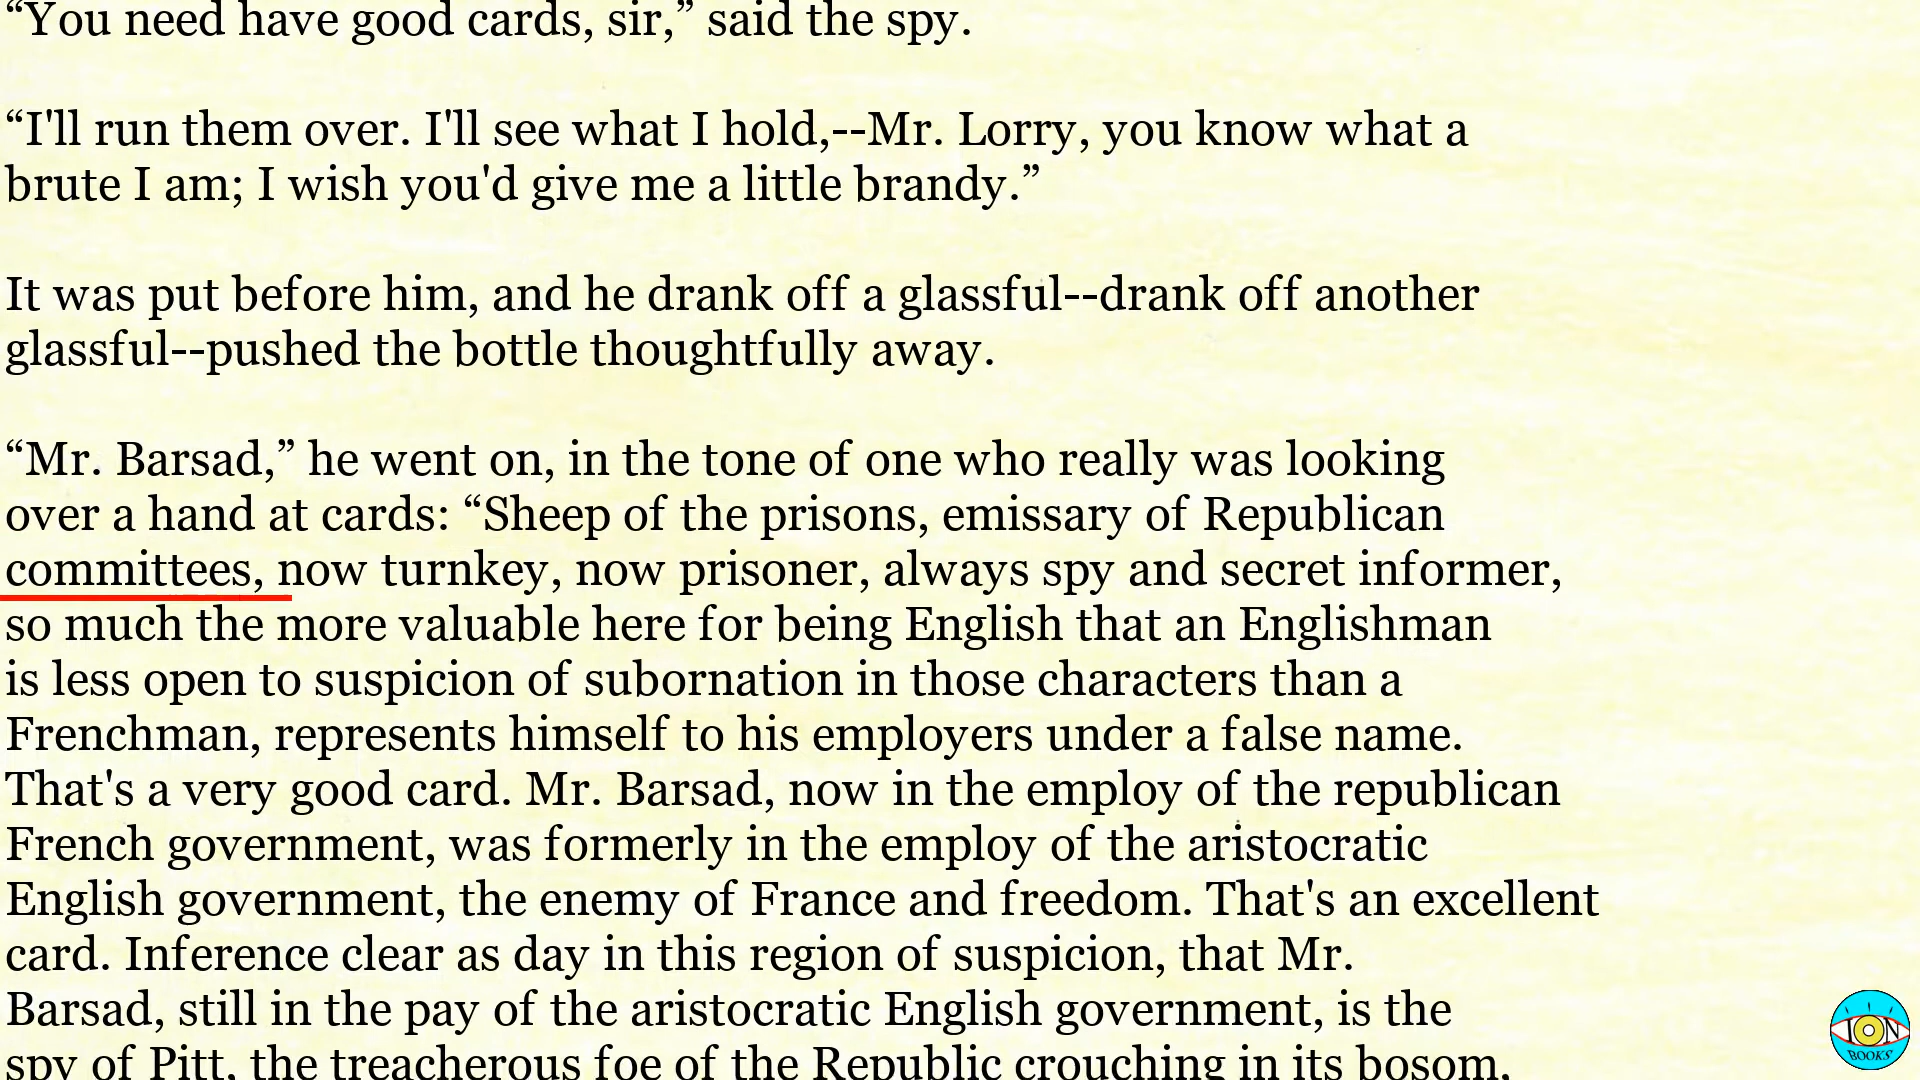 “You need have good cards, sir,” said the spy.
“I'll run them over. I'll see what I hold,--Mr. Lorry, you know what a
brute I am; I wish you'd give me a little brandy.”
It was put before him, and he drank off a glassful--drank off another
glassful--pushed the bottle thoughtfully away.
“Mr. Barsad,” he went on, in the tone of one who really was looking
over a hand at cards: “Sheep of the prisons, emissary of Republican
committees, now turnkey, now prisoner, always spy and secret informer,
so much the more valuable here for being English that an Englishman
is less open to suspicion of subornation in those characters than a
Frenchman, represents himself to his employers under a false name.
That's a very good card. Mr. Barsad, now in the employ of the republican
French government, was formerly in the employ of the aristocratic
English government, the enemy of France and freedom. That's an excellent
card. Inference clear as day in this region of suspicion, that Mr.
Barsad, still in the pay of the aristocratic English government, is the
spy of Pitt, the treacherous foe of the Republic crouching in its bosom,
ION
BOOKS